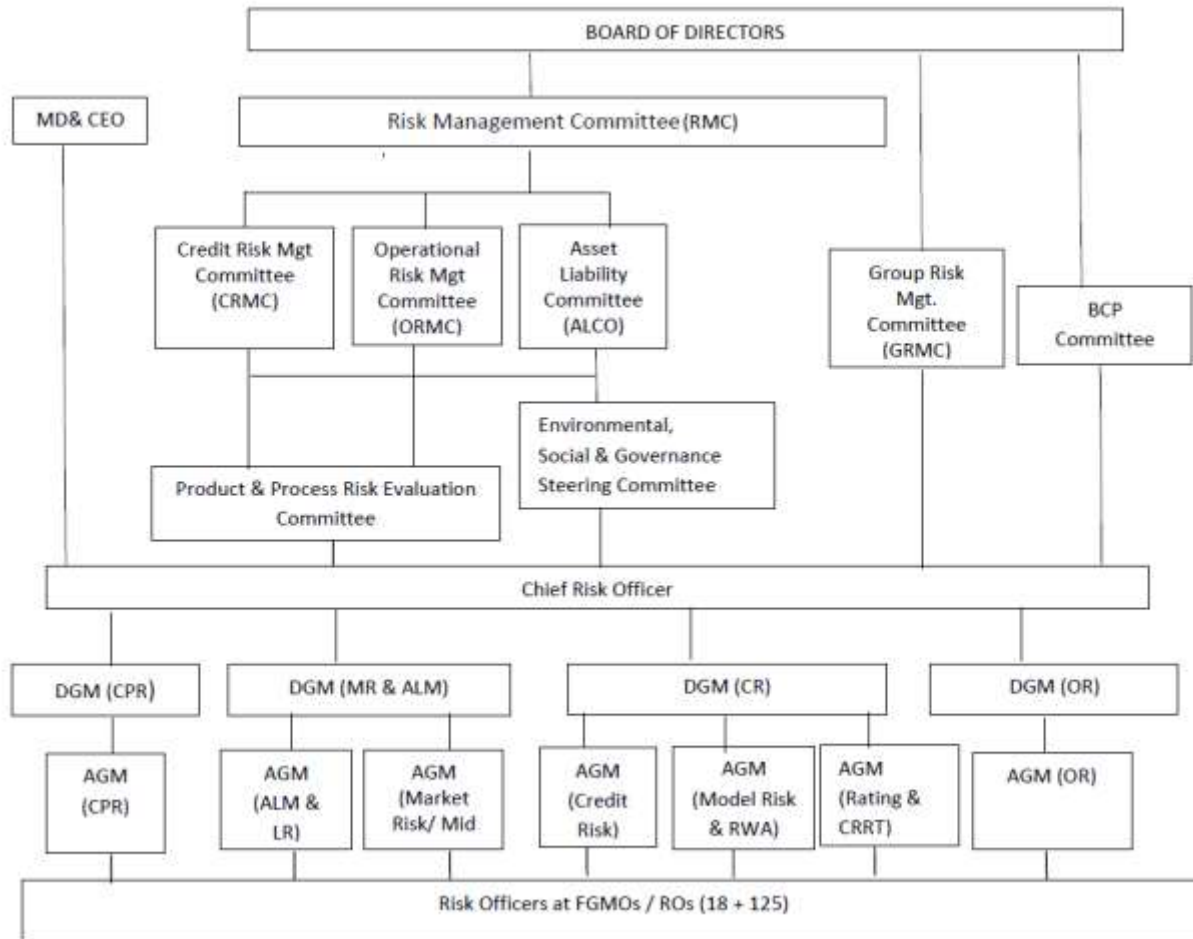 BOARD OF DIRECTORS
MD& CEO
Risk Management Committee (RMC)
Credit Risk Mgt
Committee
(CRMC)
Operational
Risk Mgt
Committee
(ORMC)
Asset
Liability
Committee
(ALCO)
Group Risk
Mgt.
Committee
(GRMC)
BCP
Committee
Environmental,
Social & Governance
Steering Committee
Product & Process Risk Evaluation
Committee
Chief Risk Officer
DGM (CPR)
DGM (MR & ALM)
DGM (CR)
DGM (OR)
AGM
(CPR)
AGM
(ALM &
LR)
AGM
(Market
Risk/ Mid
AGM
(Credit
Risk)
AGM
(Model Risk
& RWA)
AGM
(Rating &
CRRT)
AGM (OR)
Risk Officers at FGMOs / ROs (18 + 125)